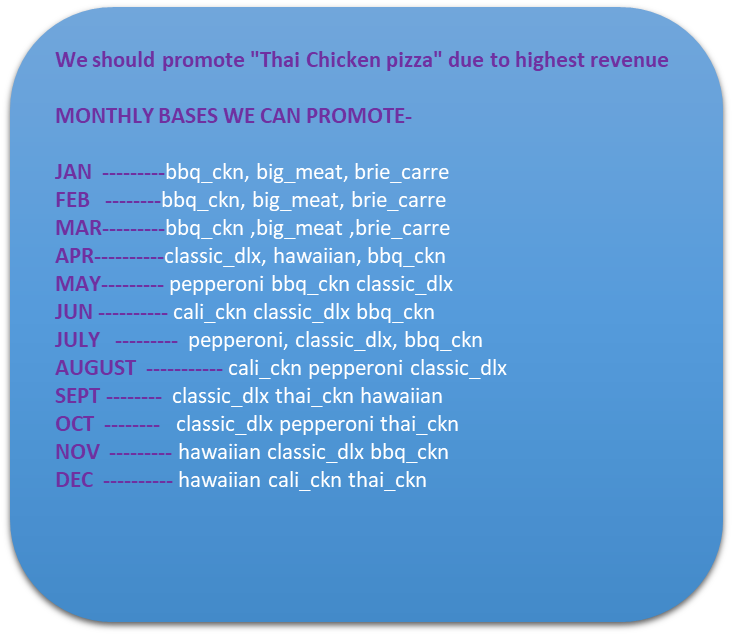 We should promote "Thai Chicken pizza" due to highest revenue
MONTHLY BASES WE CAN PROMOTE-
JAN ---------bbq_ckn, big_meat, brie_carre
FEB --------bbq_ckn, big_meat, brie_carre
MAR---------bbq_ckn ,big_meat ,brie_carre
APR----------classic_dlx, hawaiian, bbq_ckn
MAY--------- pepperoni bbq_ckn classic_dlx
JUN ---------- cali_ckn classic_dlx bbq_ckn
JULY --------- pepperoni, classic_dlx, bbq_ckn
AUGUST ----------- cali_ckn pepperoni classic_dlx
SEPT -------- classic_dlx thai_ckn hawaiian
OCT -------- classic_dlx pepperoni thai_ckn
NOV --------- hawaiian classic_dlx bbq_ckn
DEC ---------- hawaiian cali_ckn thai_ckn